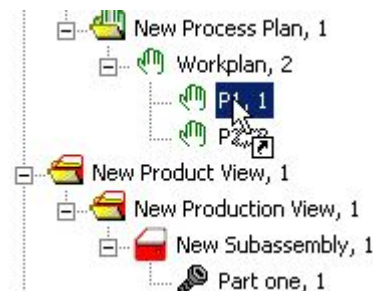 New Process Plan, 1
Workplan, 2
P1, 1
New Product View, 1
New Production View, 1
New Subassembly, 1
Part one, 1